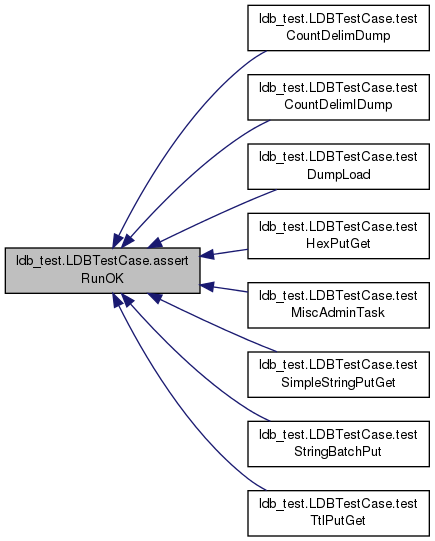 ldb_test.LDBTestCase.test
CountDelimDump
ldb_test.LDBTestCase.test
CountDelimIDump
ldb_test.LDBTestCase.test
DumpLoad
ldb_test.LDBTestCase.test
HexPutGet
ldb_test.LDBTestCase.assert
RunOK
ldb_test.LDBTestCase.test
MiscAdminTask
ldb_test.LDBTestCase.test
SimpleStringPutGet
ldb_test.LDBTestCase.test
StringBatchPut
ldb_test.LDBTestCase.test
TtlPutGet